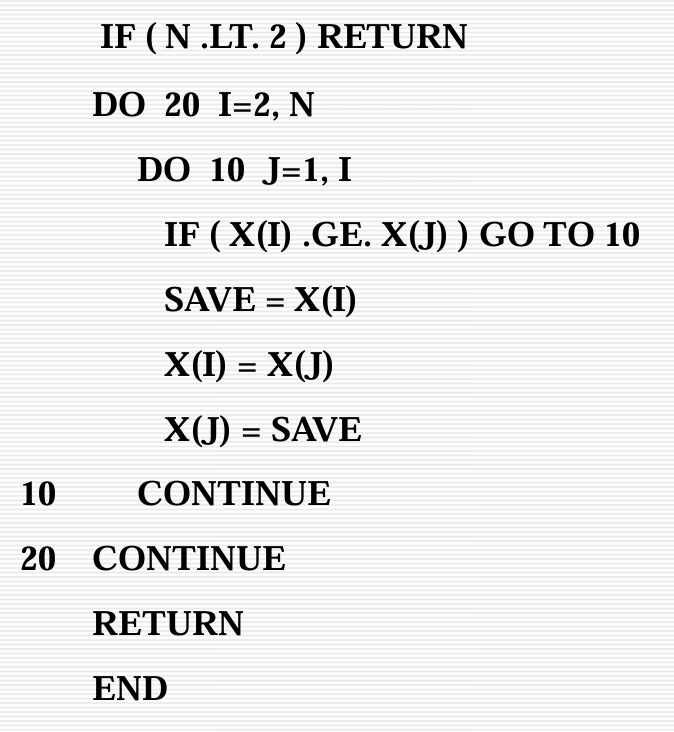 IF ( N .LT. 2 ) RETURN
DO 20 I=2, N
DO 10 J=1, I
IF ( X(I) .GE. X(J) ) GO TO 10
SAVE = X(I)
X(I) = X(J)
X(J) = SAVE
10 CONTINUE
20 CONTINUE
RETURN
END